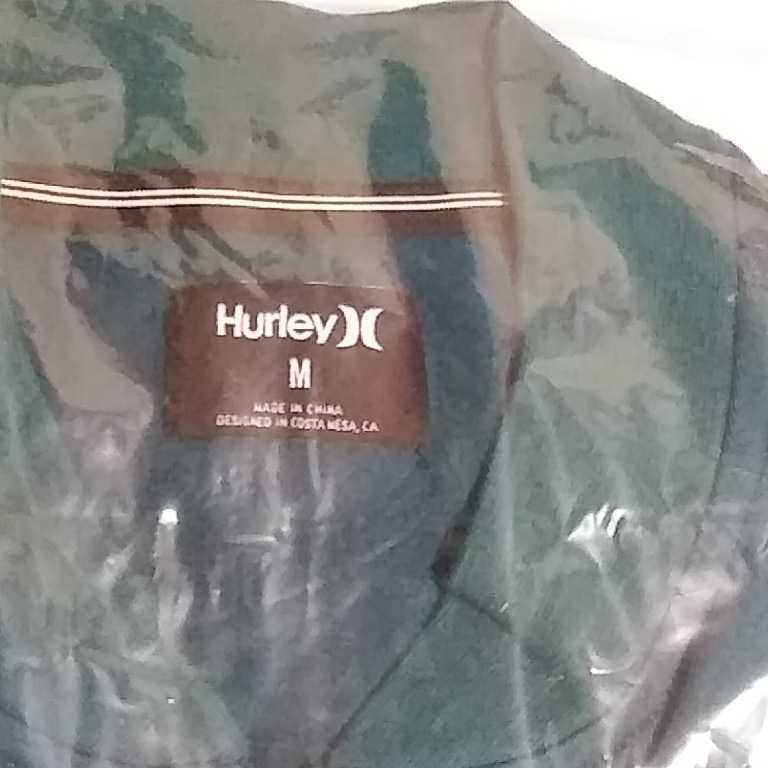 Hurley
M
MADE IN CHINA
DESIGNED IN COSTA MESA, CA